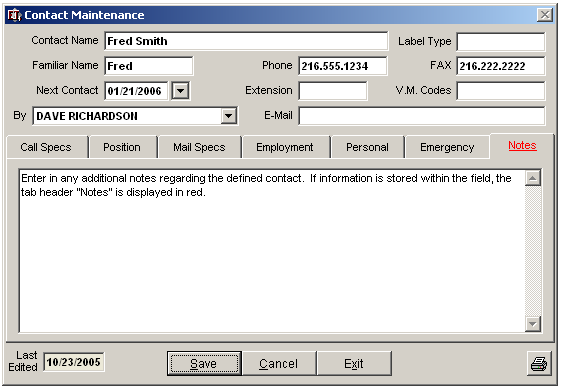 Contact Maintenance
Contact Name Fred Smith Label Type
Familiar Name Fred Phone 216.555.1234 FAX 216.222.2222
Next Contact 01/21/2006 Extension V.M. Codes
By DAVE RICHARDSON E-Mail
Call Specs Position Mail Specs Employment Personal Emergency Notes
Enter in any additional notes regarding the defined contact. If information is stored within the field, the
tab header "Notes" is displayed in red.
Last
Edited 10/23/2005 Save Cancel Exit